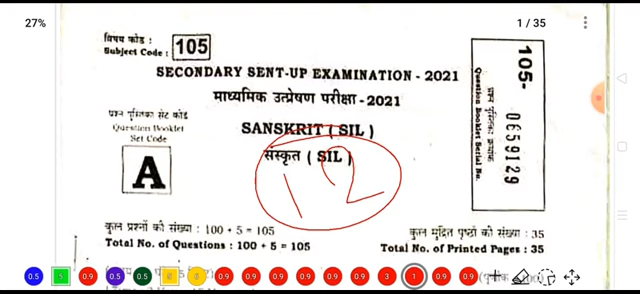 27%
1 / 35
विषय कोड :
Subject Code :
105
SECONDARY SENT-UP EXAMINATION - 2021
माध्यमिक उत्प्रेषण परीक्षा - 2021
प्रश्न पुस्तिका सेट कोड
Question Booklet
Set Code
A
SANSKRIT ( SIL )
संस्कृत ( SIL )
12
105-
0659129
प्रश्न पुस्तिका क्रमांक
Question Booklet Serial No.
कुल प्रश्नों की संख्या : 100 + 5 = 105
Total No. of Questions : 100 + 5 = 105
कुल मुद्रित पृष्ठों की संख्या : 35
Total No. of Printed Pages : 35
0.5 5 0.9 0.5 0.5 0.9 0.9 0.9 0.9 0.9 0.9 3 1 0.9 0.9